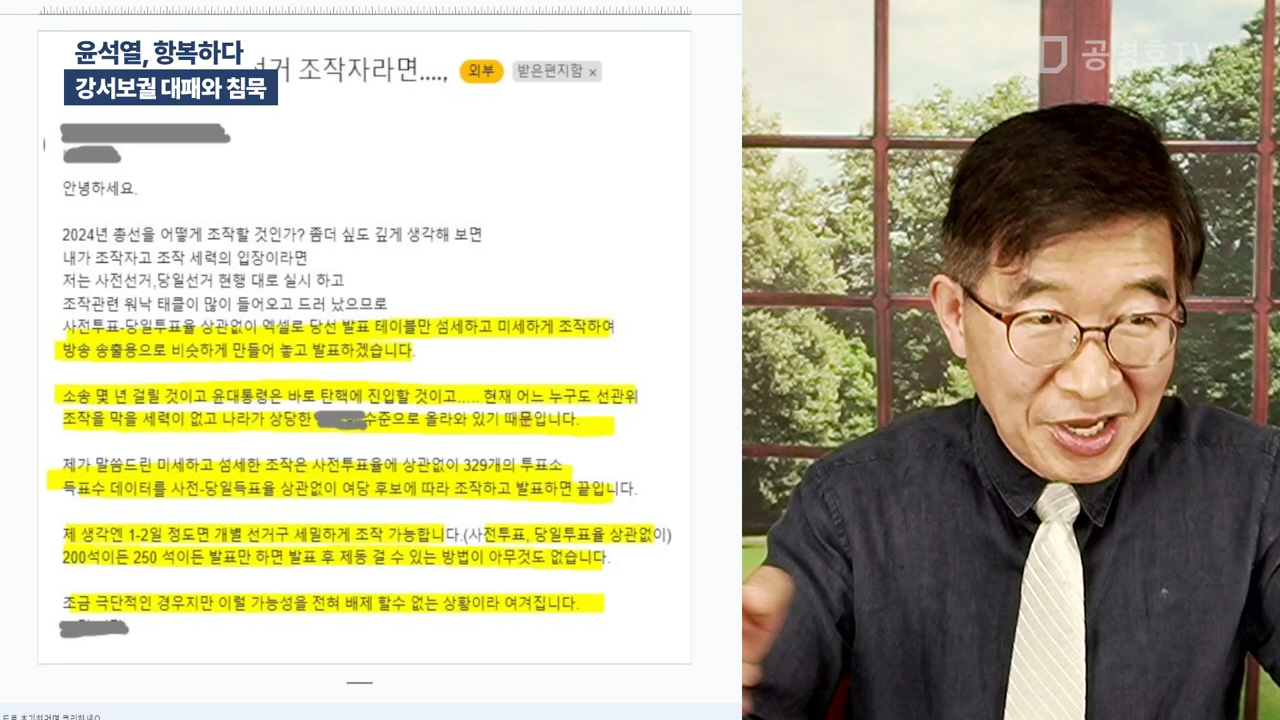 윤석열, 항복하다
강서보궐 대패와 침묵
선거 조작자라면....,
외부
받은편지함 ×
공병호TV
안녕하세요.
2024년 총선을 어떻게 조작할 것인가? 좀더 싶도 깊게 생각해 보면
내가 조작자고 조작 세력의 입장이라면
저는 사전선거,당일선거 현행 대로 실시 하고
조작관련 워낙 태클이 많이 들어오고 드러 났으므로
사전투표-당일투표율 상관없이 엑셀로 당선 발표 테이블만 섬세하고 미세하게 조작하여
방송 송출용으로 비슷하게 만들어 놓고 발표하겠습니다.
소송 몇 년 걸릴 것이고 윤대통령은 바로 탄핵에 진입할 것이고..... 현재 어느 누구도 선관위
조작을 막을 세력이 없고 나라가 상당한 수준으로 올라와 있기 때문입니다.
제가 말씀드린 미세하고 섬세한 조작은 사전투표율에 상관없이 329개의 투표소
득표수 데이터를 사전-당일득표율 상관없이 여당 후보에 따라 조작하고 발표하면 끝입니다.
제 생각엔 1-2일 정도면 개별 선거구 세밀하게 조작 가능합니다.(사전투표, 당일투표율 상관없이)
200석이든 250 석이든 발표만 하면 발표 후 제동 걸 수 있는 방법이 아무것도 없습니다.
조금 극단적인 경우지만 이럴 가능성을 전혀 배제 할수 없는 상황이라 여겨집니다.